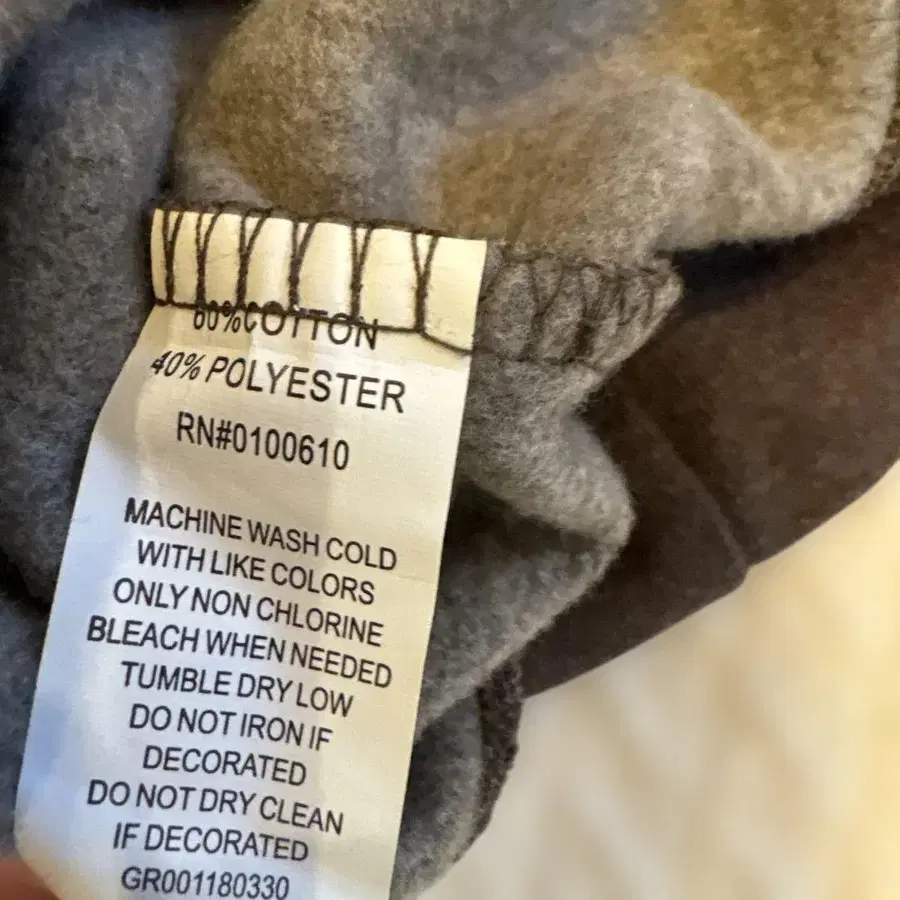 60%COTTON
40% POLYESTER
RN#0100610
MACHINE WASH COLD
WITH LIKE COLORS
ONLY NON CHLORINE
BLEACH WHEN NEEDED
TUMBLE DRY LOW
DO NOT IRON IF
DECORATED
DO NOT DRY CLEAN
IF DECORATED
GR001180330